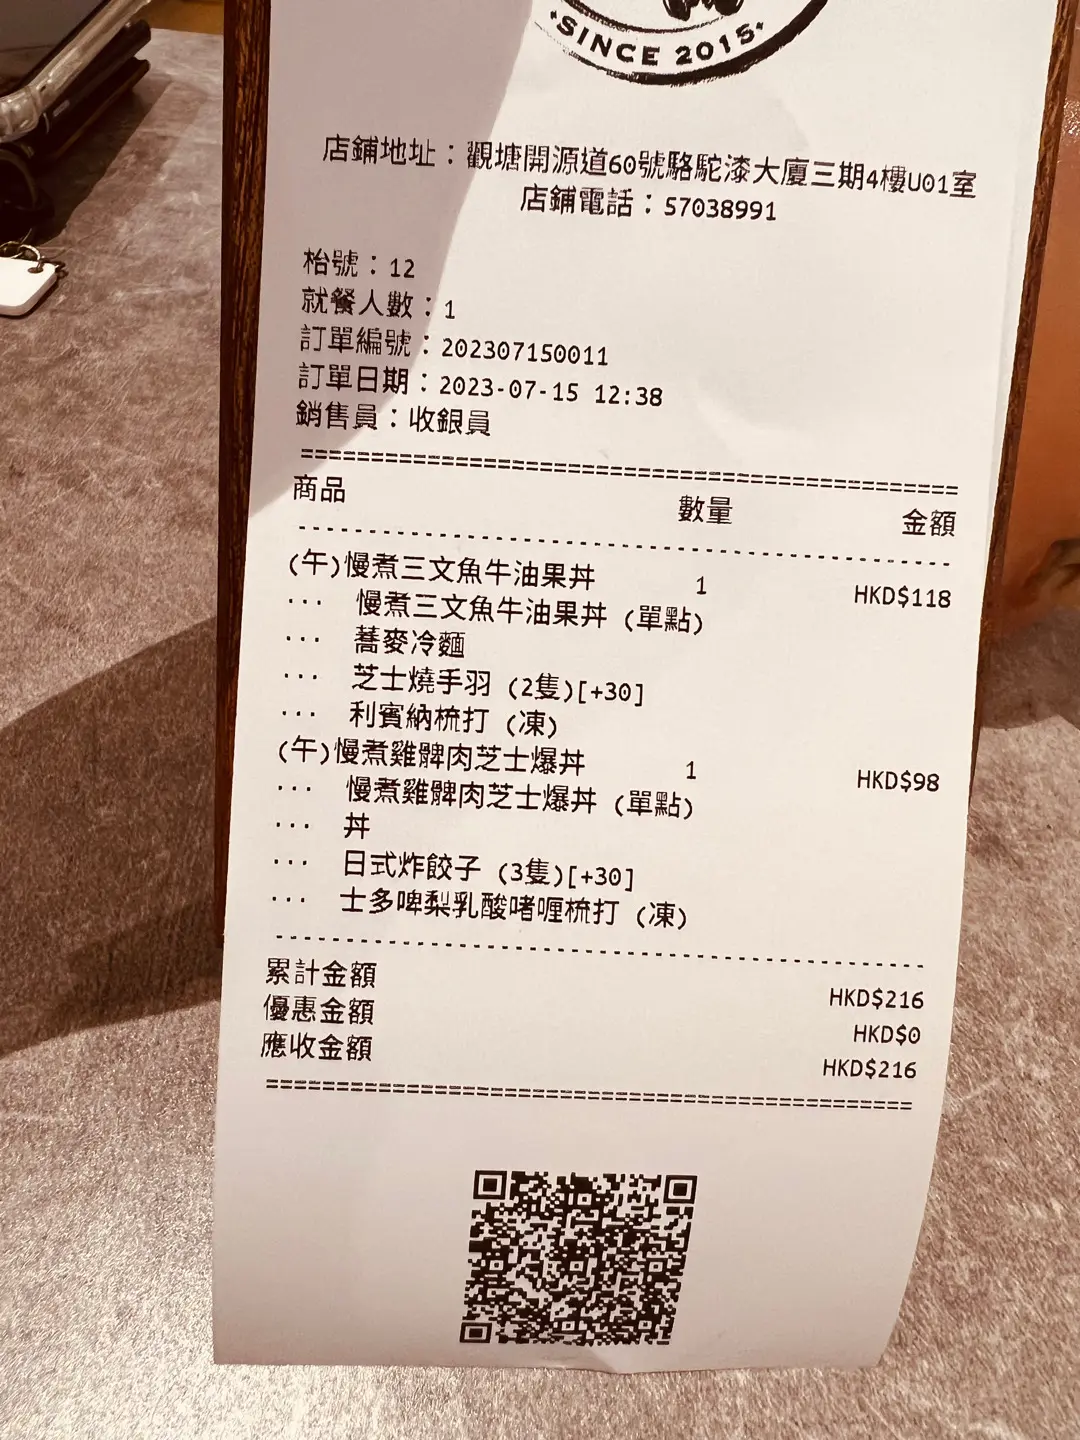 ·SINCE 2015·
店鋪地址：觀塘開源道60號駱駝漆大廈三期4樓U01室
店鋪電話：57038991
枱號：12
就餐人數：1
訂單編號：202307150011
訂單日期：2023-07-15 12:38
銷售員：收銀員
商品 數量 金額
(午)慢煮三文魚牛油果丼 1 HKD$118
... 慢煮三文魚牛油果丼 (單點)
... 蕎麥冷麵
... 芝士燒手羽 (2隻)[+30]
... 利賓納梳打 (凍)
(午)慢煮雞髀肉芝士爆丼 1 HKD$98
... 慢煮雞髀肉芝士爆丼 (單點)
... 丼
... 日式炸餃子 (3隻)[+30]
... 士多啤梨乳酸啫喱梳打 (凍)
累計金額 HKD$216
優惠金額 HKD$0
應收金額 HKD$216